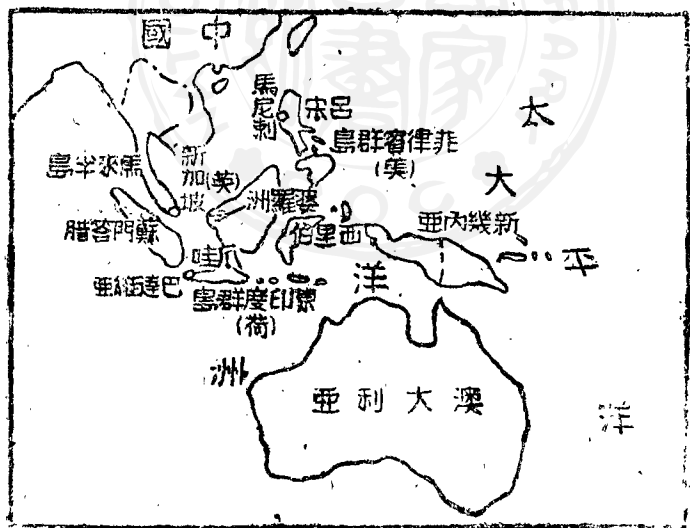 中國
馬尼剌
呂宋
菲律賓群島
(美)
太平洋
馬來半島
新加坡
(英)
婆羅洲
西里伯
新幾內亞
蘇門答臘
爪哇
巴達維亞
東印度群島
(荷)
大洋洲
澳大利亞